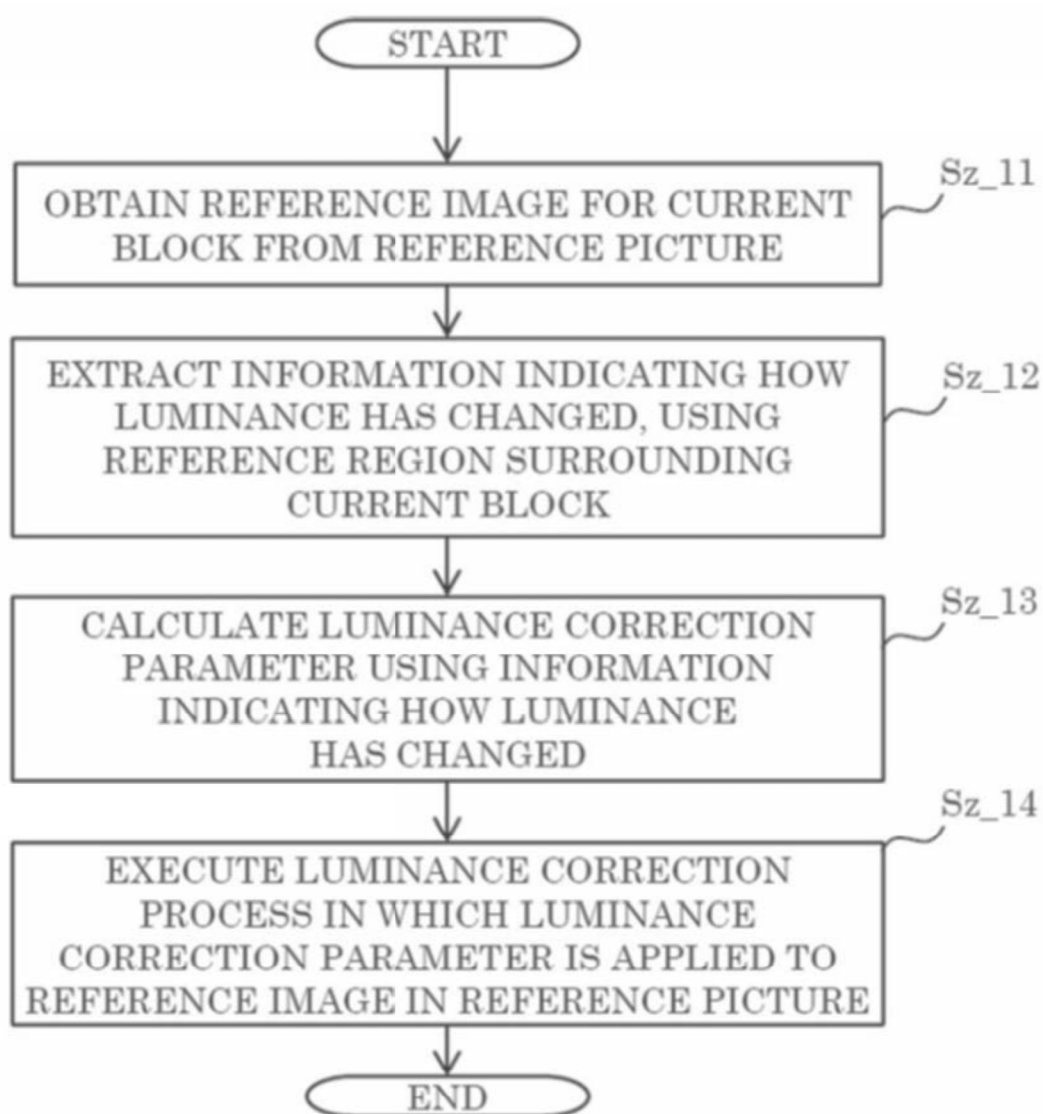 START
Sz_11
OBTAIN REFERENCE IMAGE FOR CURRENT
BLOCK FROM REFERENCE PICTURE
Sz_12
EXTRACT INFORMATION INDICATING HOW
LUMINANCE HAS CHANGED, USING
REFERENCE REGION SURROUNDING
CURRENT BLOCK
Sz_13
CALCULATE LUMINANCE CORRECTION
PARAMETER USING INFORMATION
INDICATING HOW LUMINANCE
HAS CHANGED
Sz_14
EXECUTE LUMINANCE CORRECTION
PROCESS IN WHICH LUMINANCE
CORRECTION PARAMETER IS APPLIED TO
REFERENCE IMAGE IN REFERENCE PICTURE
END